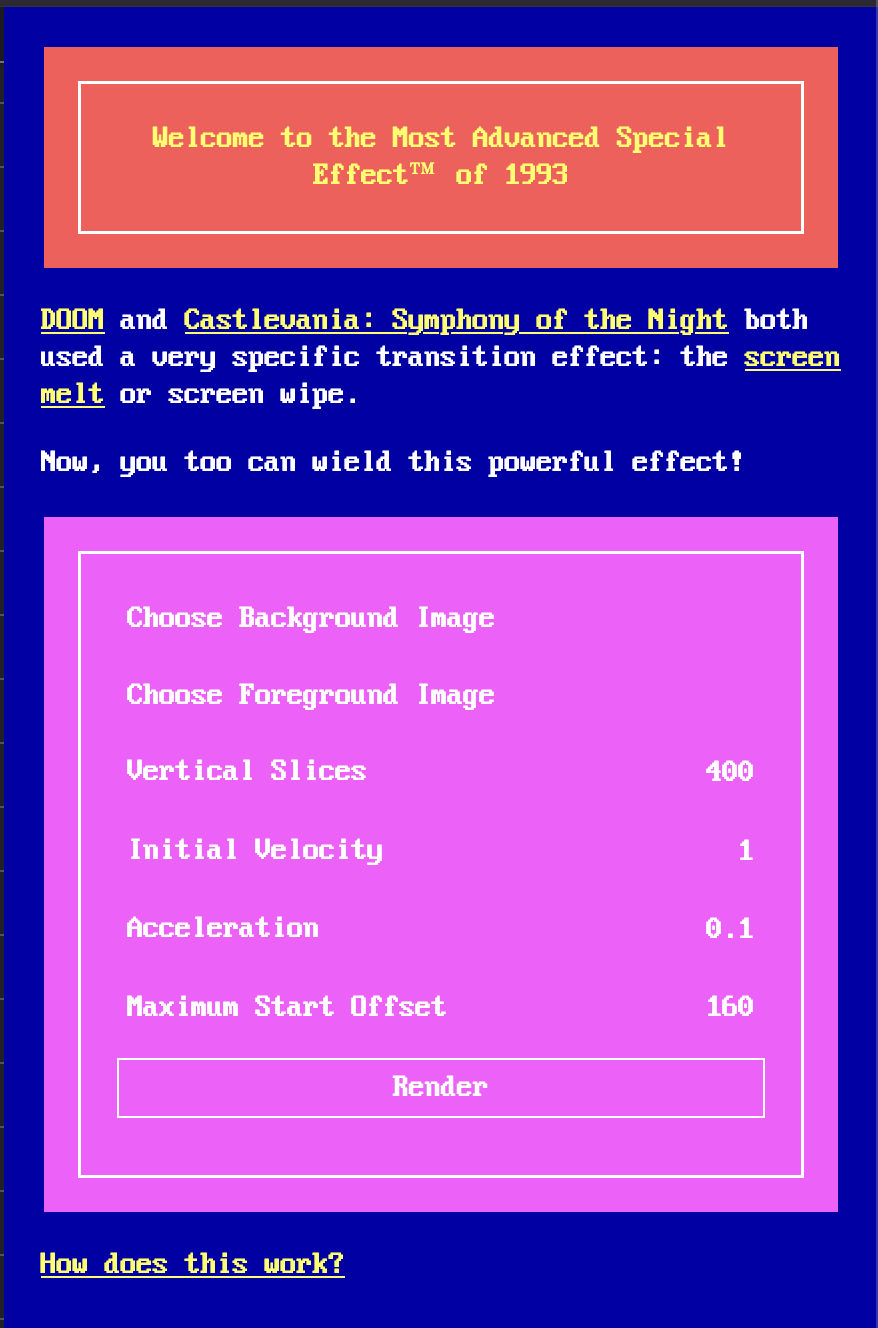 Welcome to the Most Advanced Special
Effect™ of 1993
DOOM and Castlevania: Symphony of the Night both
used a very specific transition effect: the screen
melt or screen wipe.
Now, you too can wield this powerful effect!
Choose Background Image
Choose Foreground Image
Vertical Slices 400
Initial Velocity 1
Acceleration 0.1
Maximum Start Offset 160
Render
How does this work?